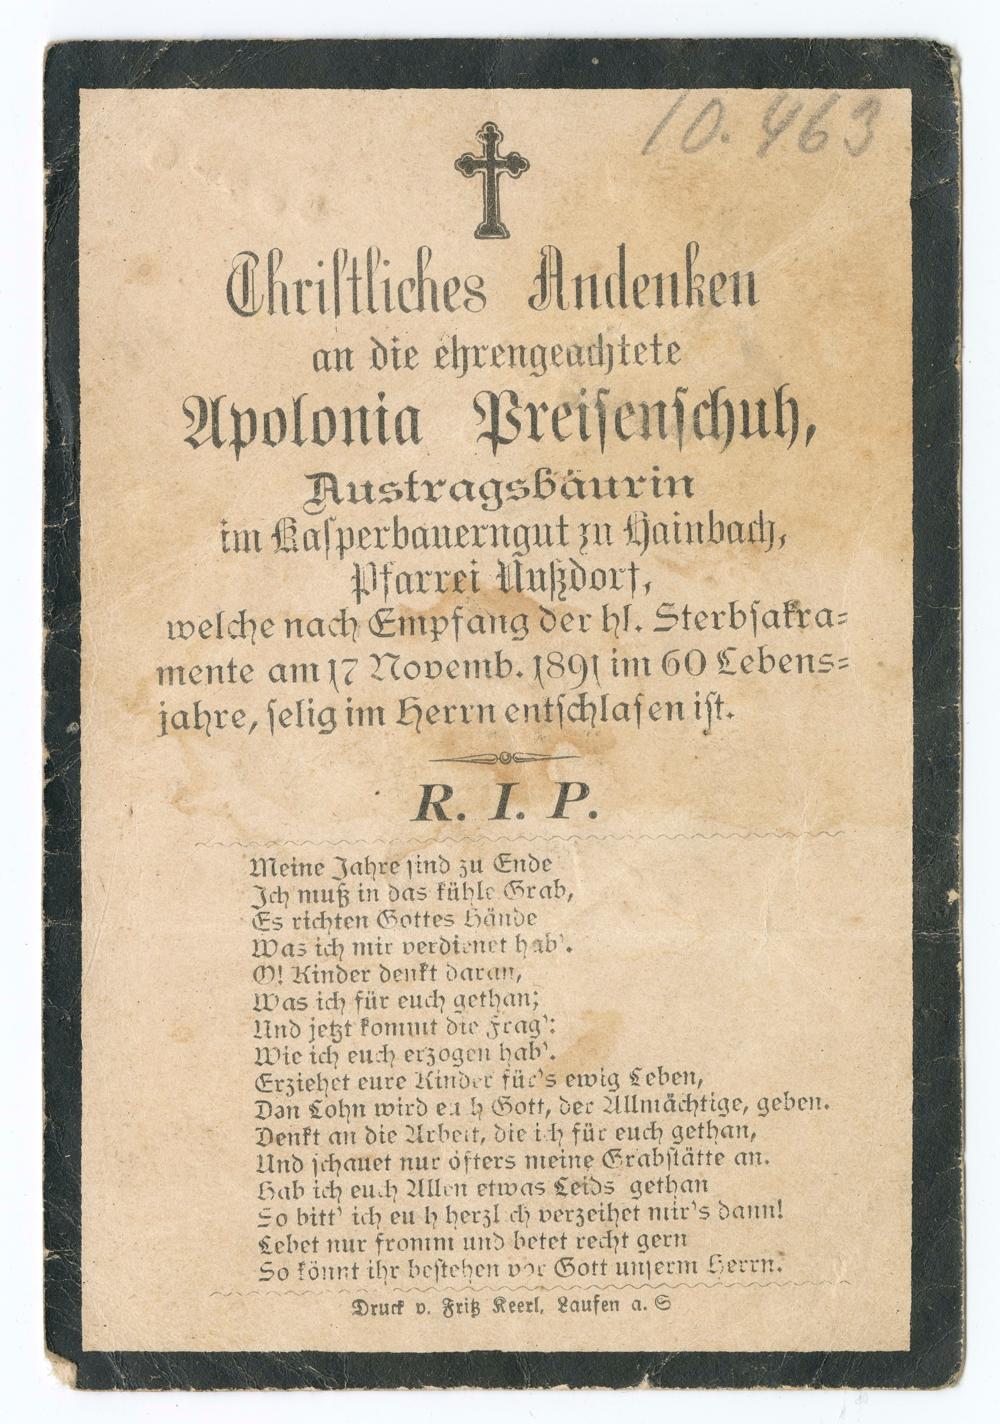 10.463
Christliches Andenken
an die ehrengeachtete
Apolonia Preisenschuh,
Austragsbäurin
im Kasperbauerngut zu Hainbach,
Pfarrei Nußdorf,
welche nach Empfang der hl. Sterbsakra-
mente am 17 Novemb. 1891 im 60 Lebens-
jahre, selig im Herrn entschlafen ist.
R. I. P.
Meine Jahre sind zu Ende
Ich muß in das kühle Grab,
Es richten Gottes Hände
Was ich mir verdienet hab'.
O! Kinder denkt daran,
Was ich für euch gethan;
Und jetzt kommt die Frag':
Wie ich euch erzogen hab'.
Erziehet eure Kinder für's ewig Leben,
Dan Lohn wird euch Gott, der Allmächtige, geben.
Denkt an die Arbeit, die ich für euch gethan,
Und schauet nur öfters meine Grabstätte an.
Hab ich euch Allen etwas Leids gethan
So bitt' ich euch herzlich verzeihet mir's dann!
Lebet nur fromm und betet recht gern
So könnt ihr bestehen vor Gott unserm Herrn.
Druck v. Fritz Keerl, Laufen a. S